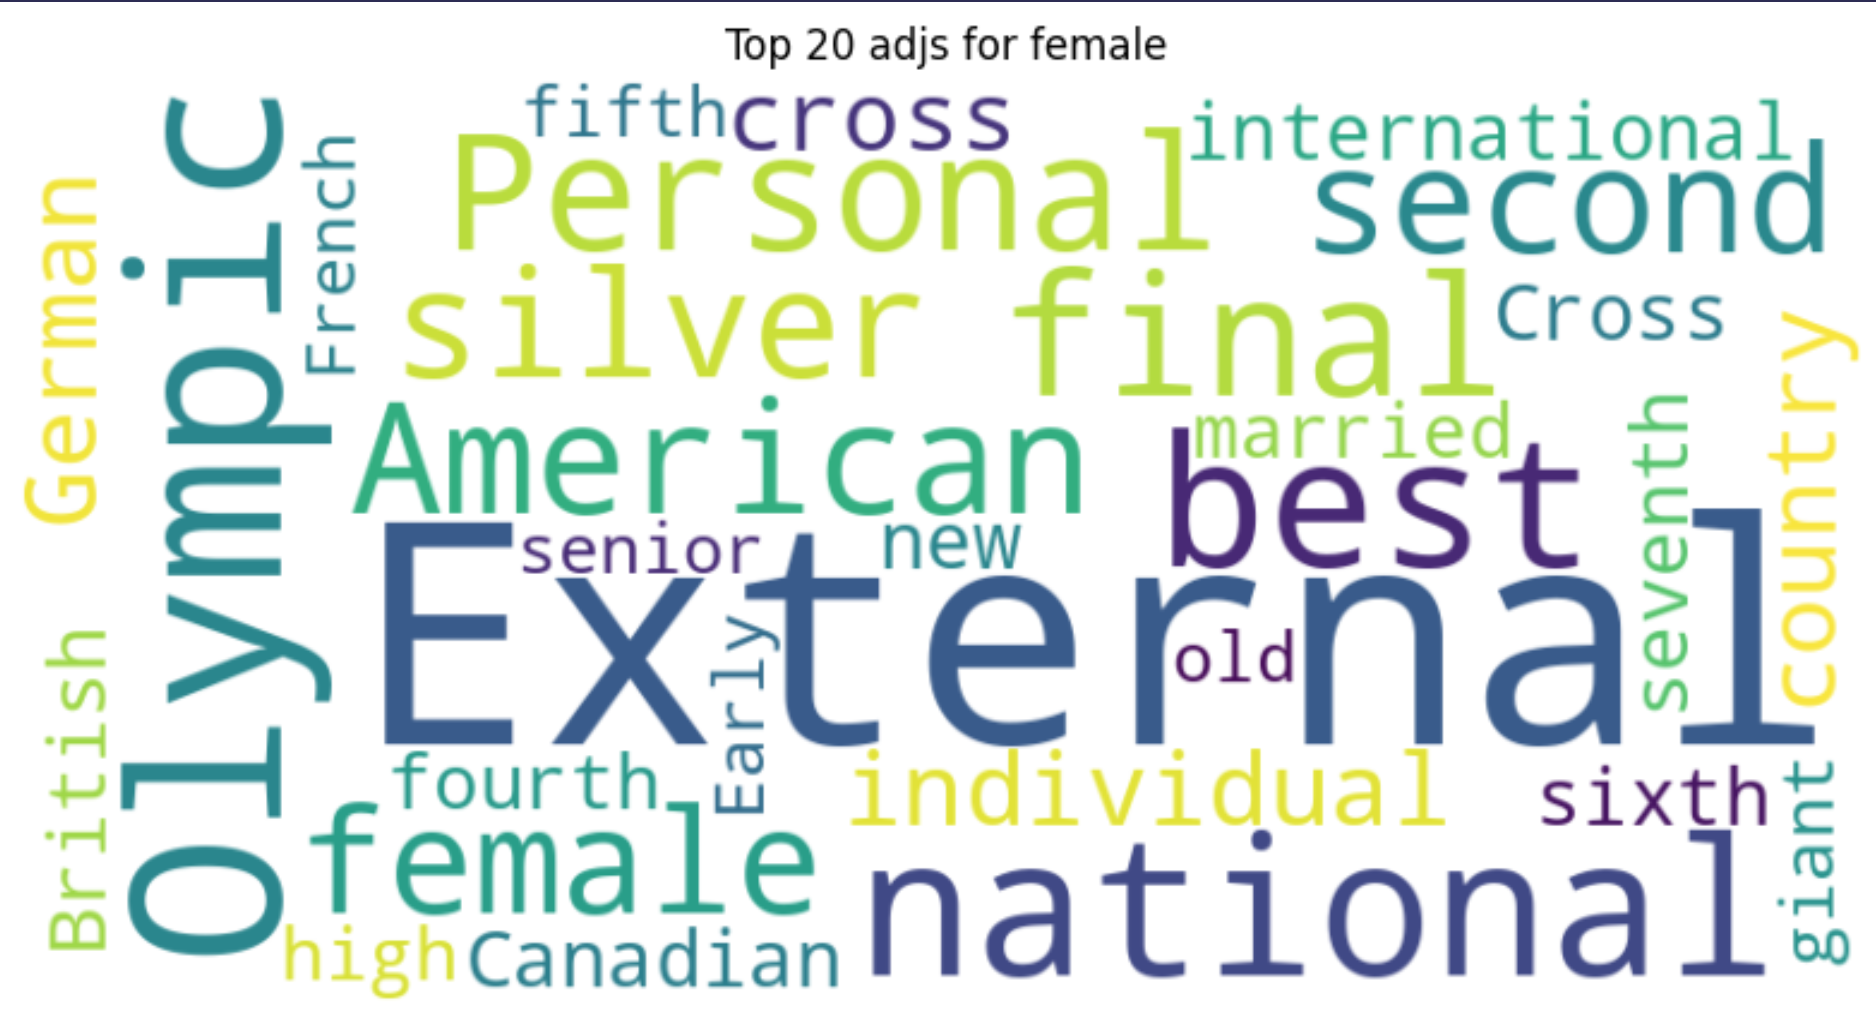 Top 20 adjs for female
fifth
cross
international
Personal
second
French
German
Olympic
silver
final
Cross
American
married
best
seventh
country
senior
new
External
old
Early
British
fourth
individual
sixth
giant
female
national
high
Canadian